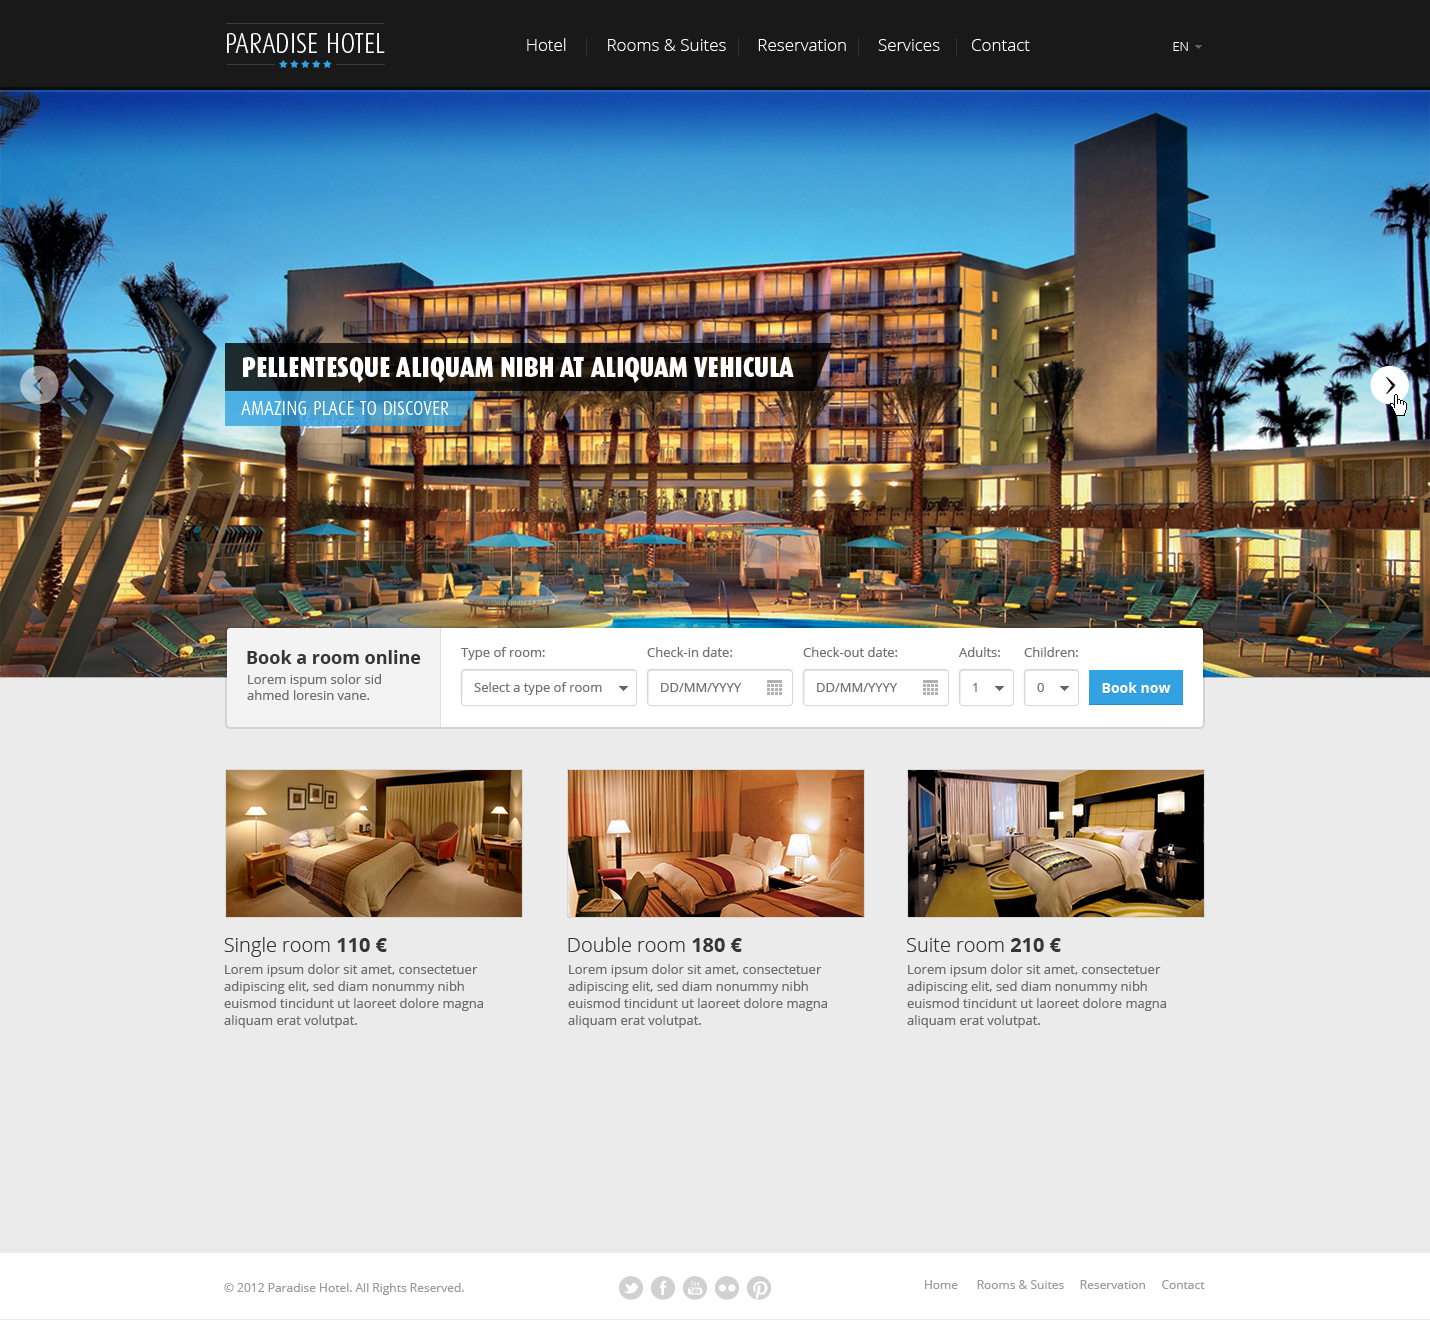 PARADISE HOTEL
Hotel
Rooms & Suites
Reservation
Services
Contact
EN
PELLENTESQUE ALIQUAM NIBH AT ALIQUAM VEHICULA
AMAZING PLACE TO DISCOVER
Book a room online
Lorem ispum solor sid
ahmed loresin vane.
Type of room:
Select a type of room
Check-in date:
DD/MM/YYYY
Check-out date:
DD/MM/YYYY
Adults:
1
Children:
0
Book now
Single room 110 €
Lorem ipsum dolor sit amet, consectetuer
adipiscing elit, sed diam nonummy nibh
euismod tincidunt ut laoreet dolore magna
aliquam erat volutpat.
Double room 180 €
Lorem ipsum dolor sit amet, consectetuer
adipiscing elit, sed diam nonummy nibh
euismod tincidunt ut laoreet dolore magna
aliquam erat volutpat.
Suite room 210 €
Lorem ipsum dolor sit amet, consectetuer
adipiscing elit, sed diam nonummy nibh
euismod tincidunt ut laoreet dolore magna
aliquam erat volutpat.
© 2012 Paradise Hotel. All Rights Reserved.
You Tube
Home
Rooms & Suites
Reservation
Contact